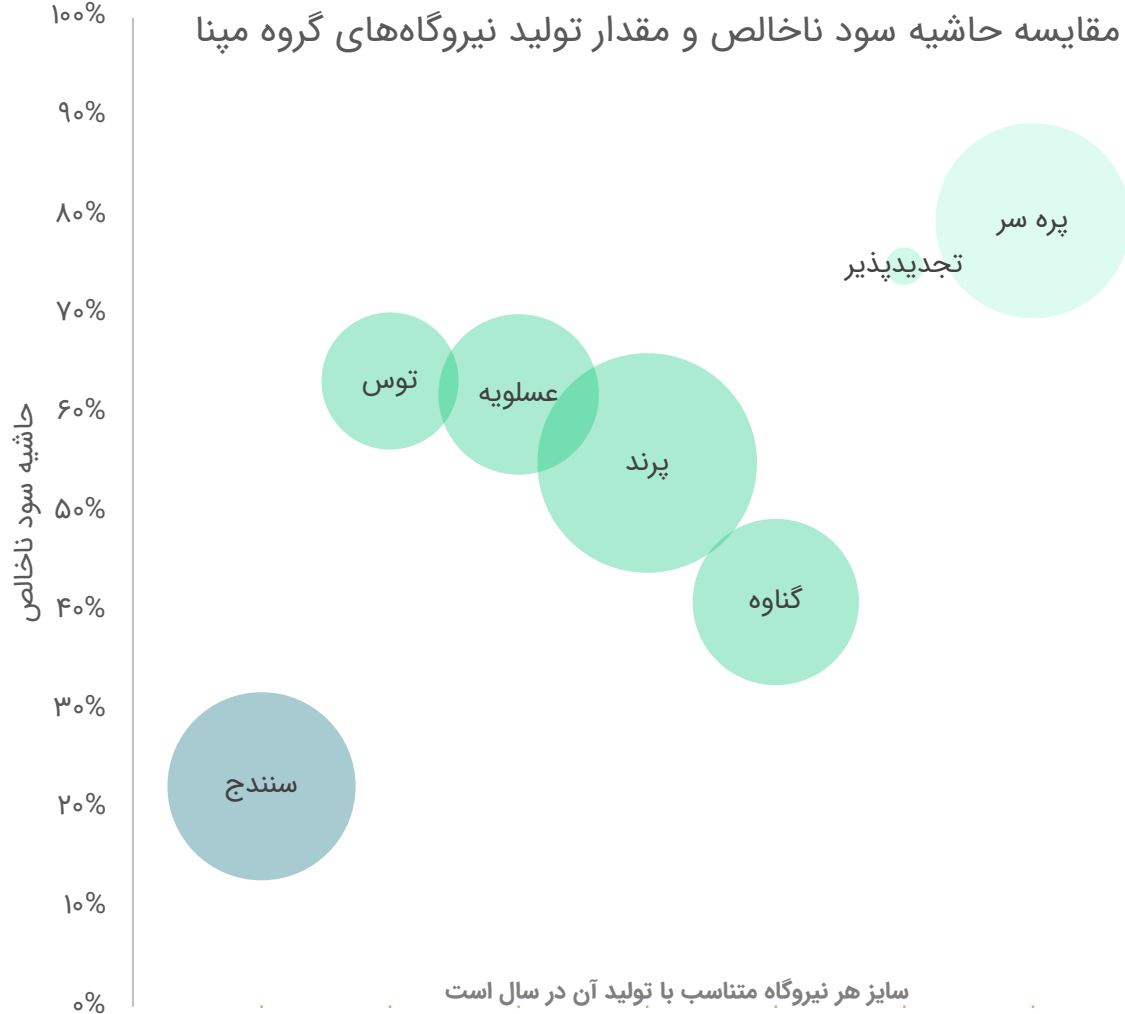 مقایسه حاشیه سود ناخالص و مقدار تولید نیروگاه‌های گروه مپنا
۱۰۰%
۹۰%
۸۰%
۷۰%
۶۰%
۵۰%
۴۰%
۳۰%
۲۰%
۱۰%
۰%
حاشیه سود ناخالص
پره سر
تجدیدپذیر
توس
عسلویه
پرند
گناوه
سنندج
سایز هر نیروگاه متناسب با تولید آن در سال است